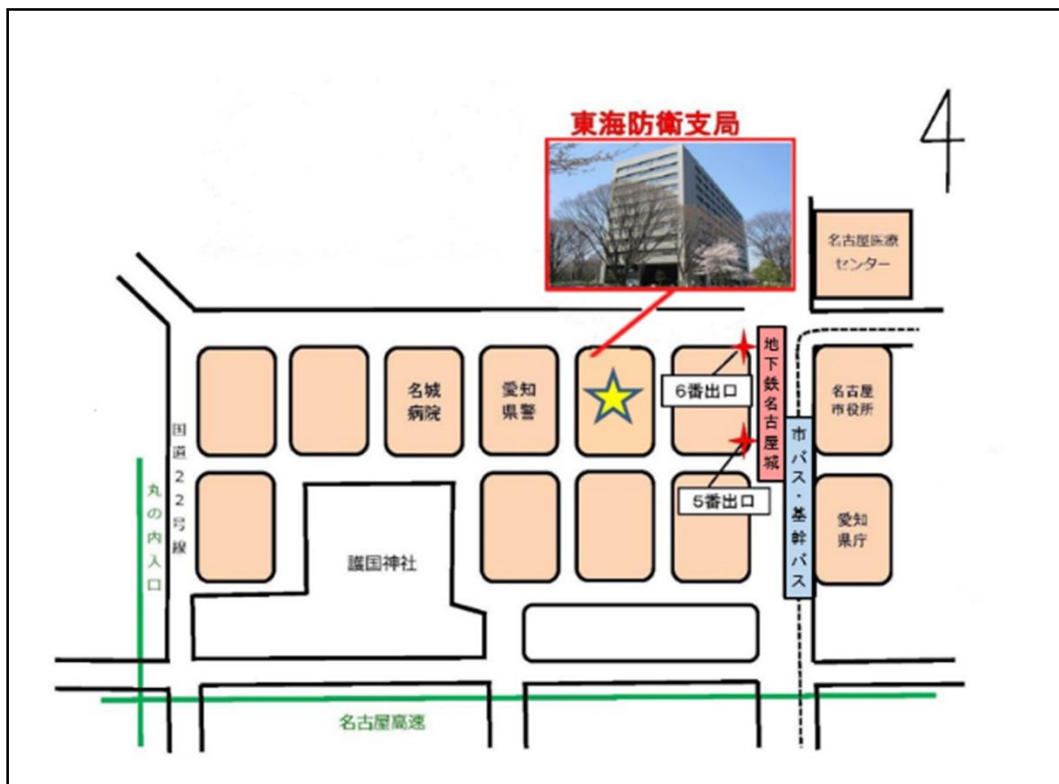 東海防衛支局
名古屋医療
センター
地下鉄名古屋城
6番出口
名城
病院
愛知
県警
名古屋
市役所
国道22号線
市バス・基幹バス
丸の内入口
5番出口
愛知
県庁
護国神社
名古屋高速